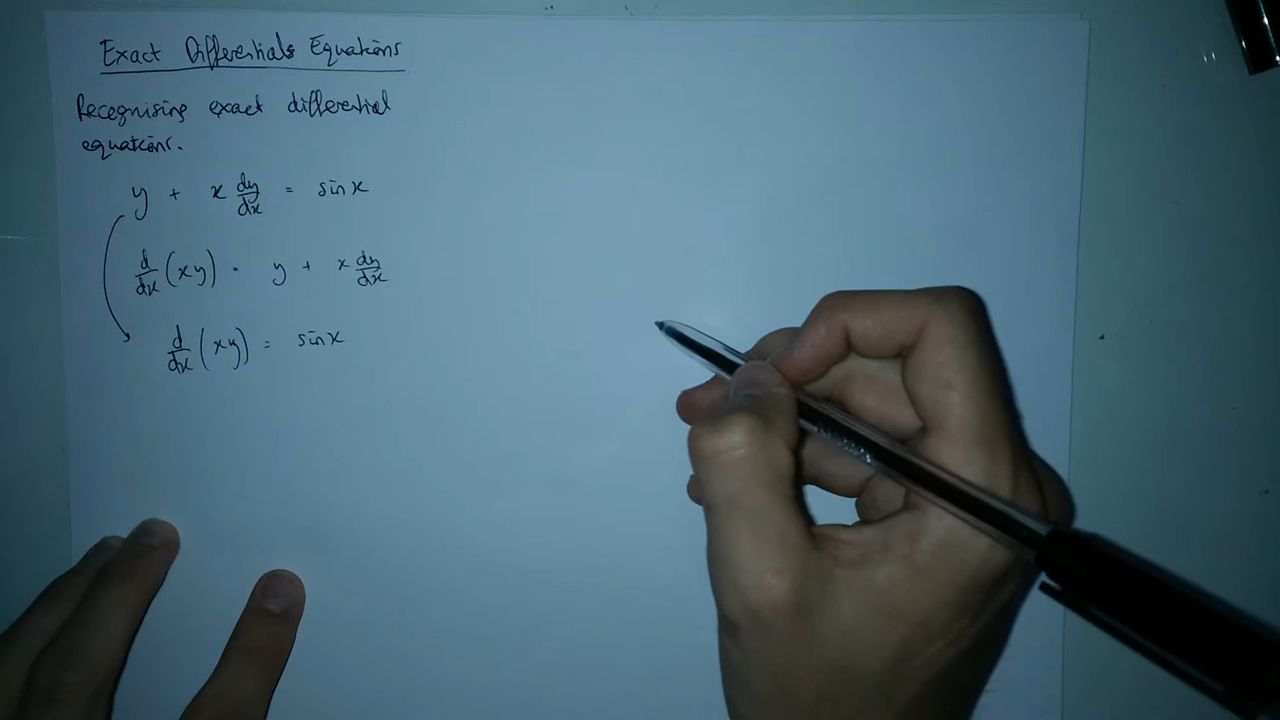 Exact Differentials Equations
Recognising exact differential
equations.
y + x dy/dx = sin x
d/dx (xy) = y + x dy/dx
d/dx (xy) = sin x